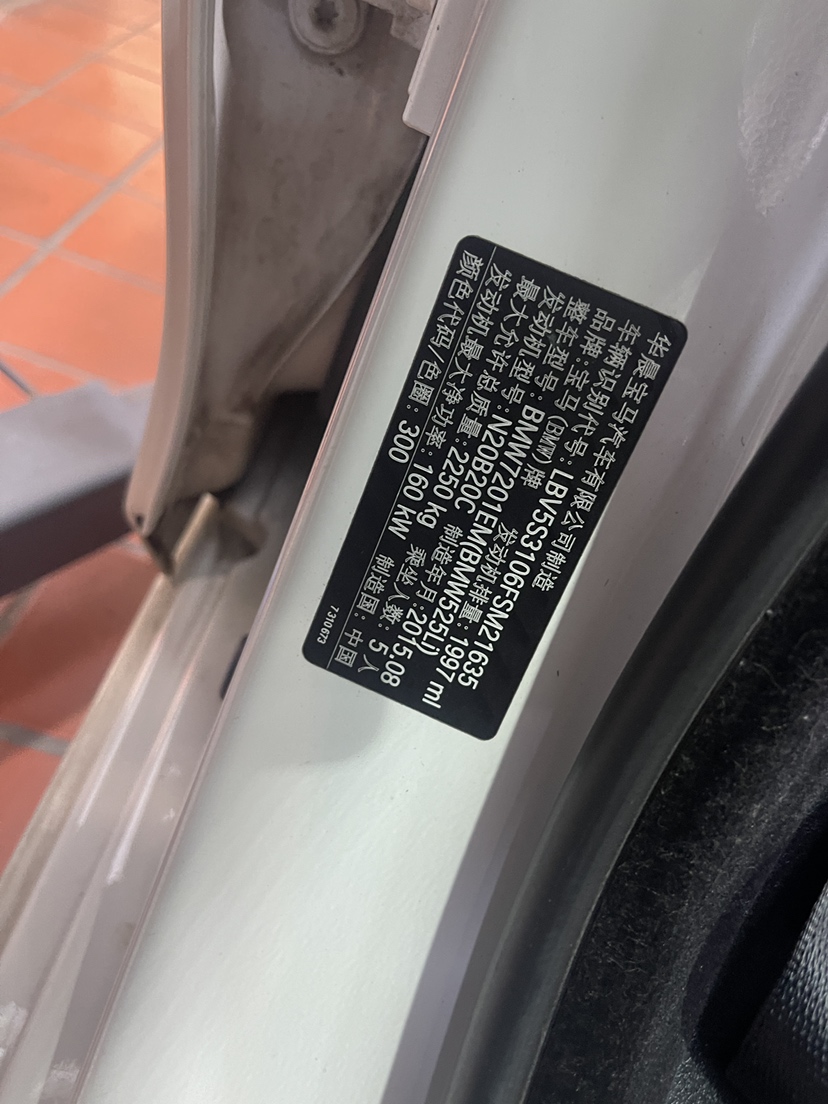 华晨宝马汽车有限公司制造
车辆识别代号: LBV5S3106FSM21635
品牌: 宝马 (BMW) 牌 发动机排量: 1997 ml
整车型号: BMW7201EM(BMW525Li)
发动机型号: N20B20C 制造年月: 2015.08
最大允许总质量: 2250 kg 乘坐人数: 5 人
发动机最大净功率: 160 kW 制造国: 中国
颜色代码 / 色圈: 300
7310673